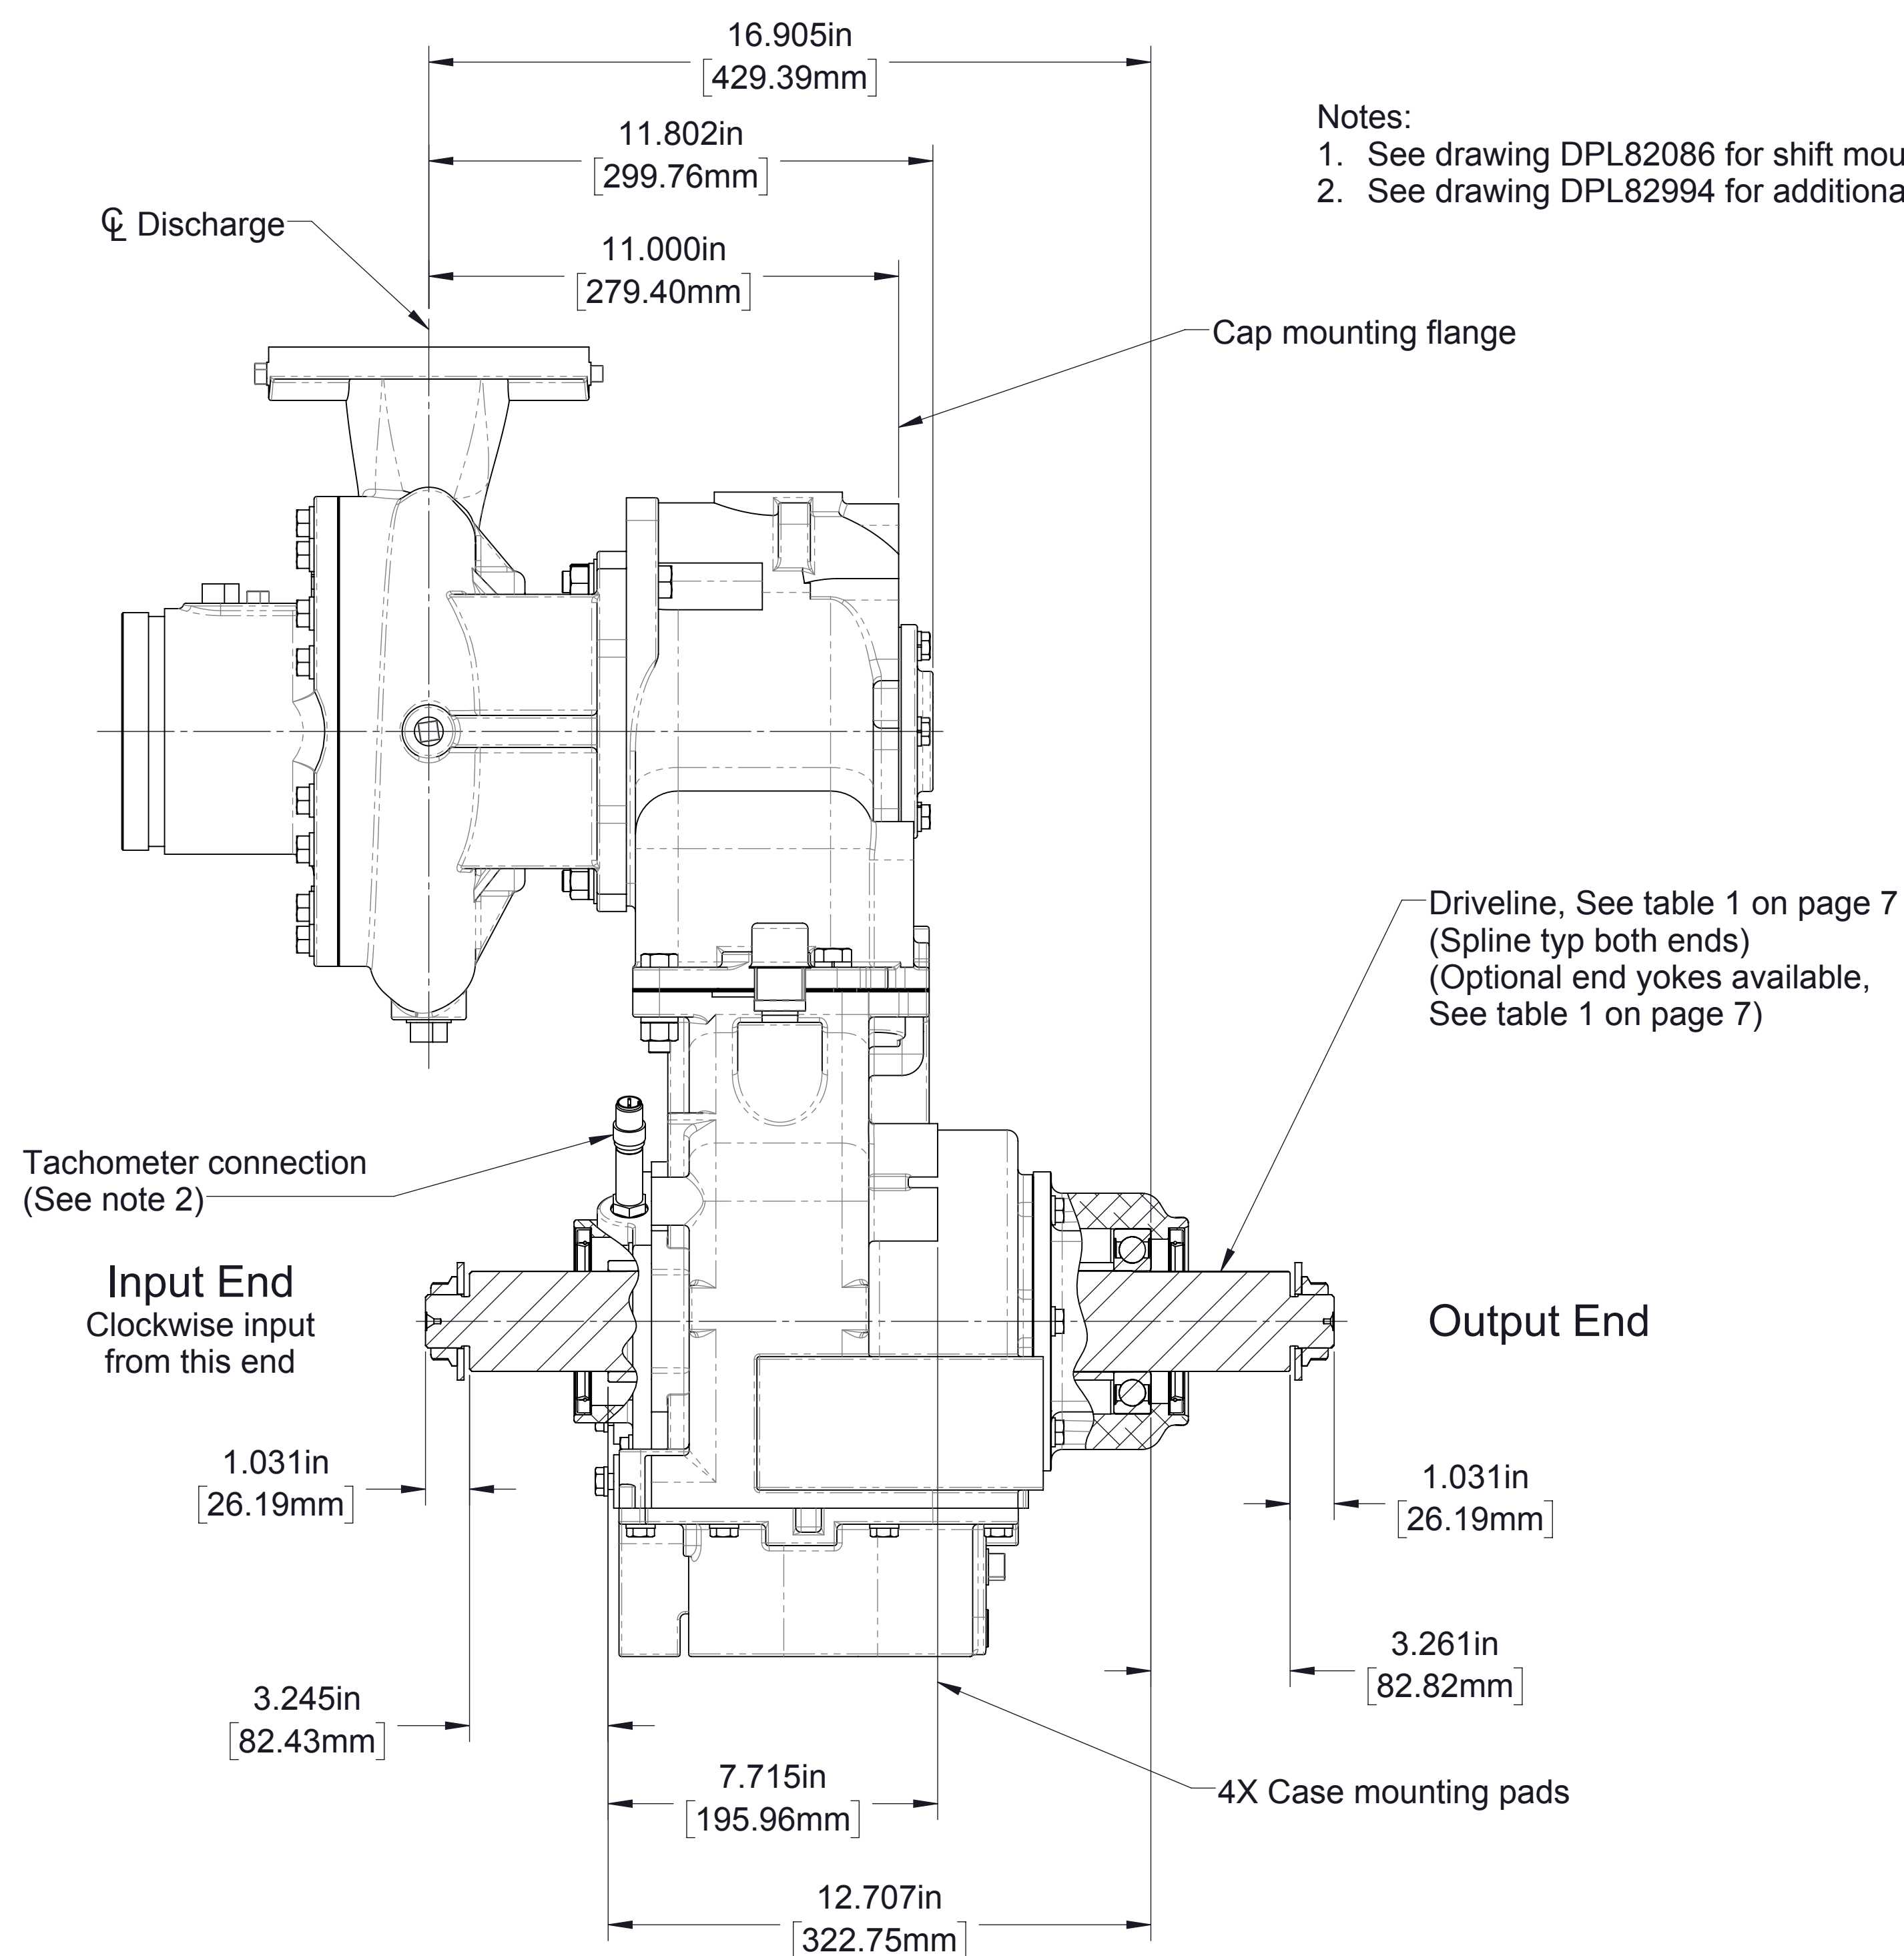 16.905in
[429.39mm]
11.802in
[299.76mm]
11.000in
[279.40mm]
Notes:
1. See drawing DPL82086 for shift
2. See drawing DPL82994 for
℄ Discharge
Cap mounting flange
Driveline, See table 1 on page 7
(Spline typ both ends)
(Optional end yokes available,
See table 1 on page 7)
Tachometer connection
(See note 2)
Input End
Clockwise input
from this end
Output End
1.031in
[26.19mm]
1.031in
[26.19mm]
3.261in
[82.82mm]
3.245in
[82.43mm]
7.715in
[195.96mm]
4X Case mounting pads
12.707in
[322.75mm]